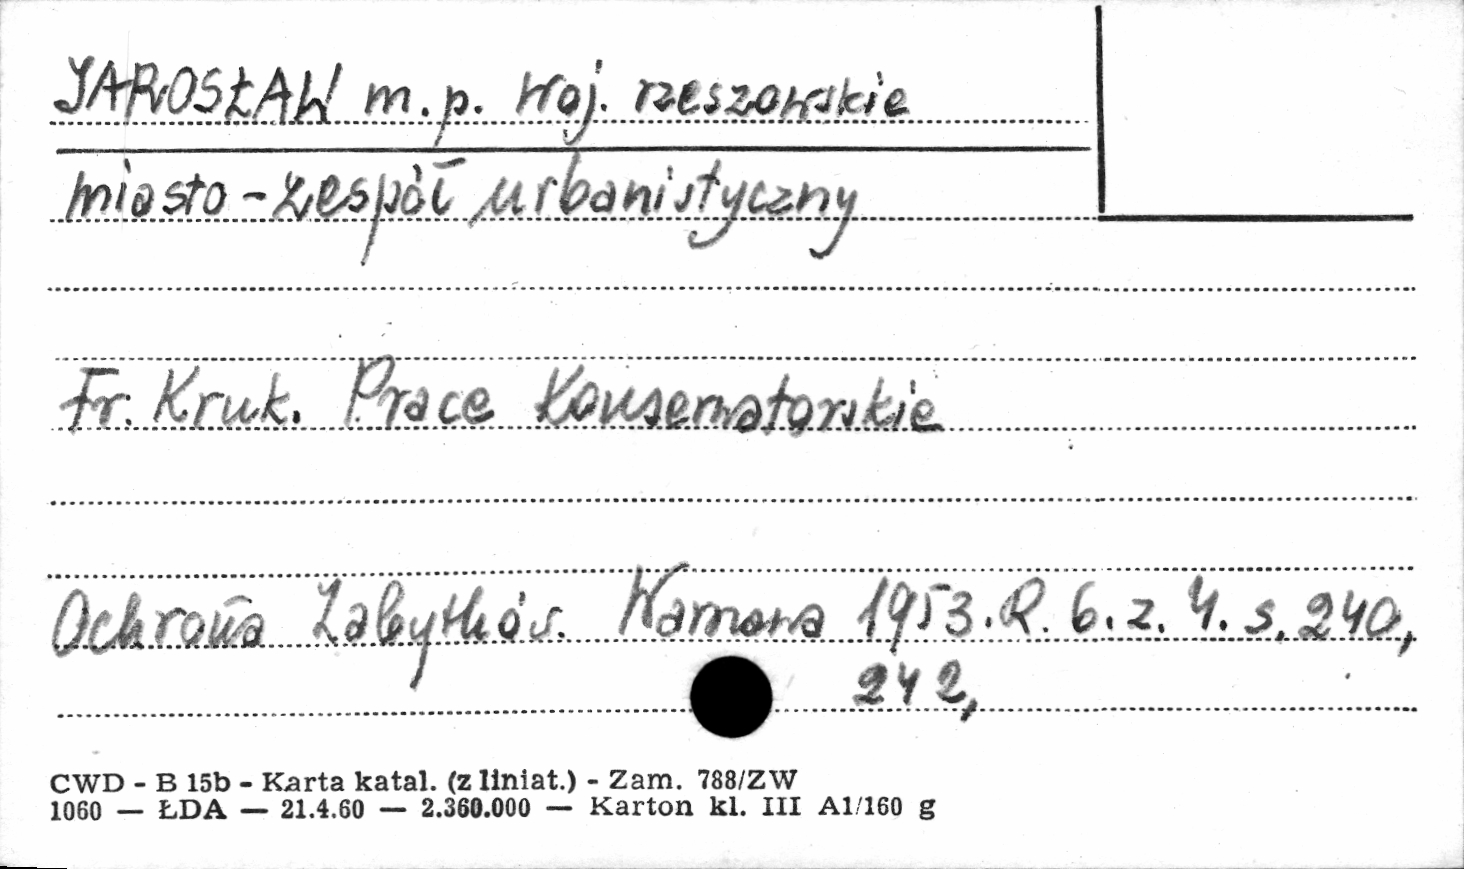 JAROSŁAW m.p. Woj. rzeszowskie
miasto - zespół urbanistyczny
Fr. Kruk. Prace Konserwatorskie
Ochrona Zabytków. Warszawa 1953. R. 6. z. 4. s. 240,
242,
CWD - B 15b - Karta katal. (z liniat.) - Zam. 788/ZW
1060 — ŁDA — 21.4.60 — 2.360.000 — Karton kl. III A1/160 g